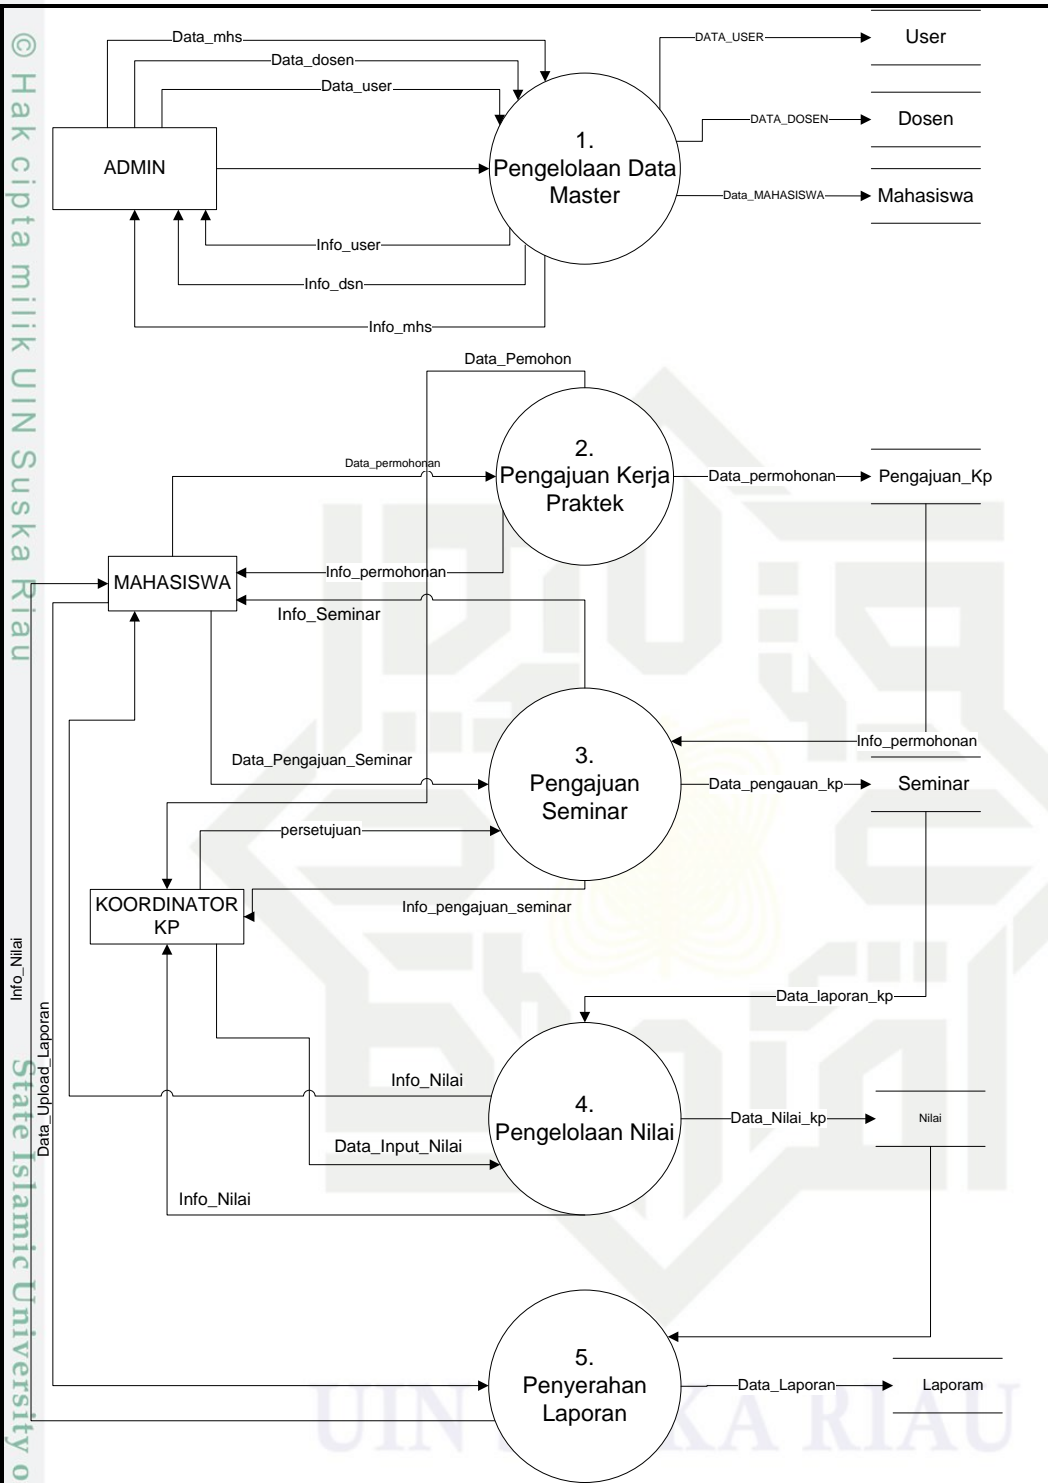 © Hak cipta milik UIN Suska Riau
State Islamic University o
Data_mhs
Data_dosen
Data_user
ADMIN
1.
Pengelolaan Data
Master
DATA_USER
User
DATA_DOSEN
Dosen
Data_MAHASISWA
Mahasiswa
Info_user
Info_dsn
Info_mhs
Data_Pemohon
Data_permohonan
2.
Pengajuan Kerja
Praktek
Data_permohonan
Pengajuan_Kp
MAHASISWA
Info_permohonan
Info_Seminar
Info_permohonan
Data_Pengajuan_Seminar
3.
Pengajuan
Seminar
Data_pengauan_kp
Seminar
persetujuan
KOORDINATOR
KP
Info_pengajuan_seminar
Info_Nilai
Data_Upload_Laporan
Data_laporan_kp
Info_Nilai
4.
Pengelolaan Nilai
Data_Nilai_kp
Nilai
Data_Input_Nilai
Info_Nilai
5.
Penyerahan
Laporan
Data_Laporan
Laporam
UIN SUSKA RIAU